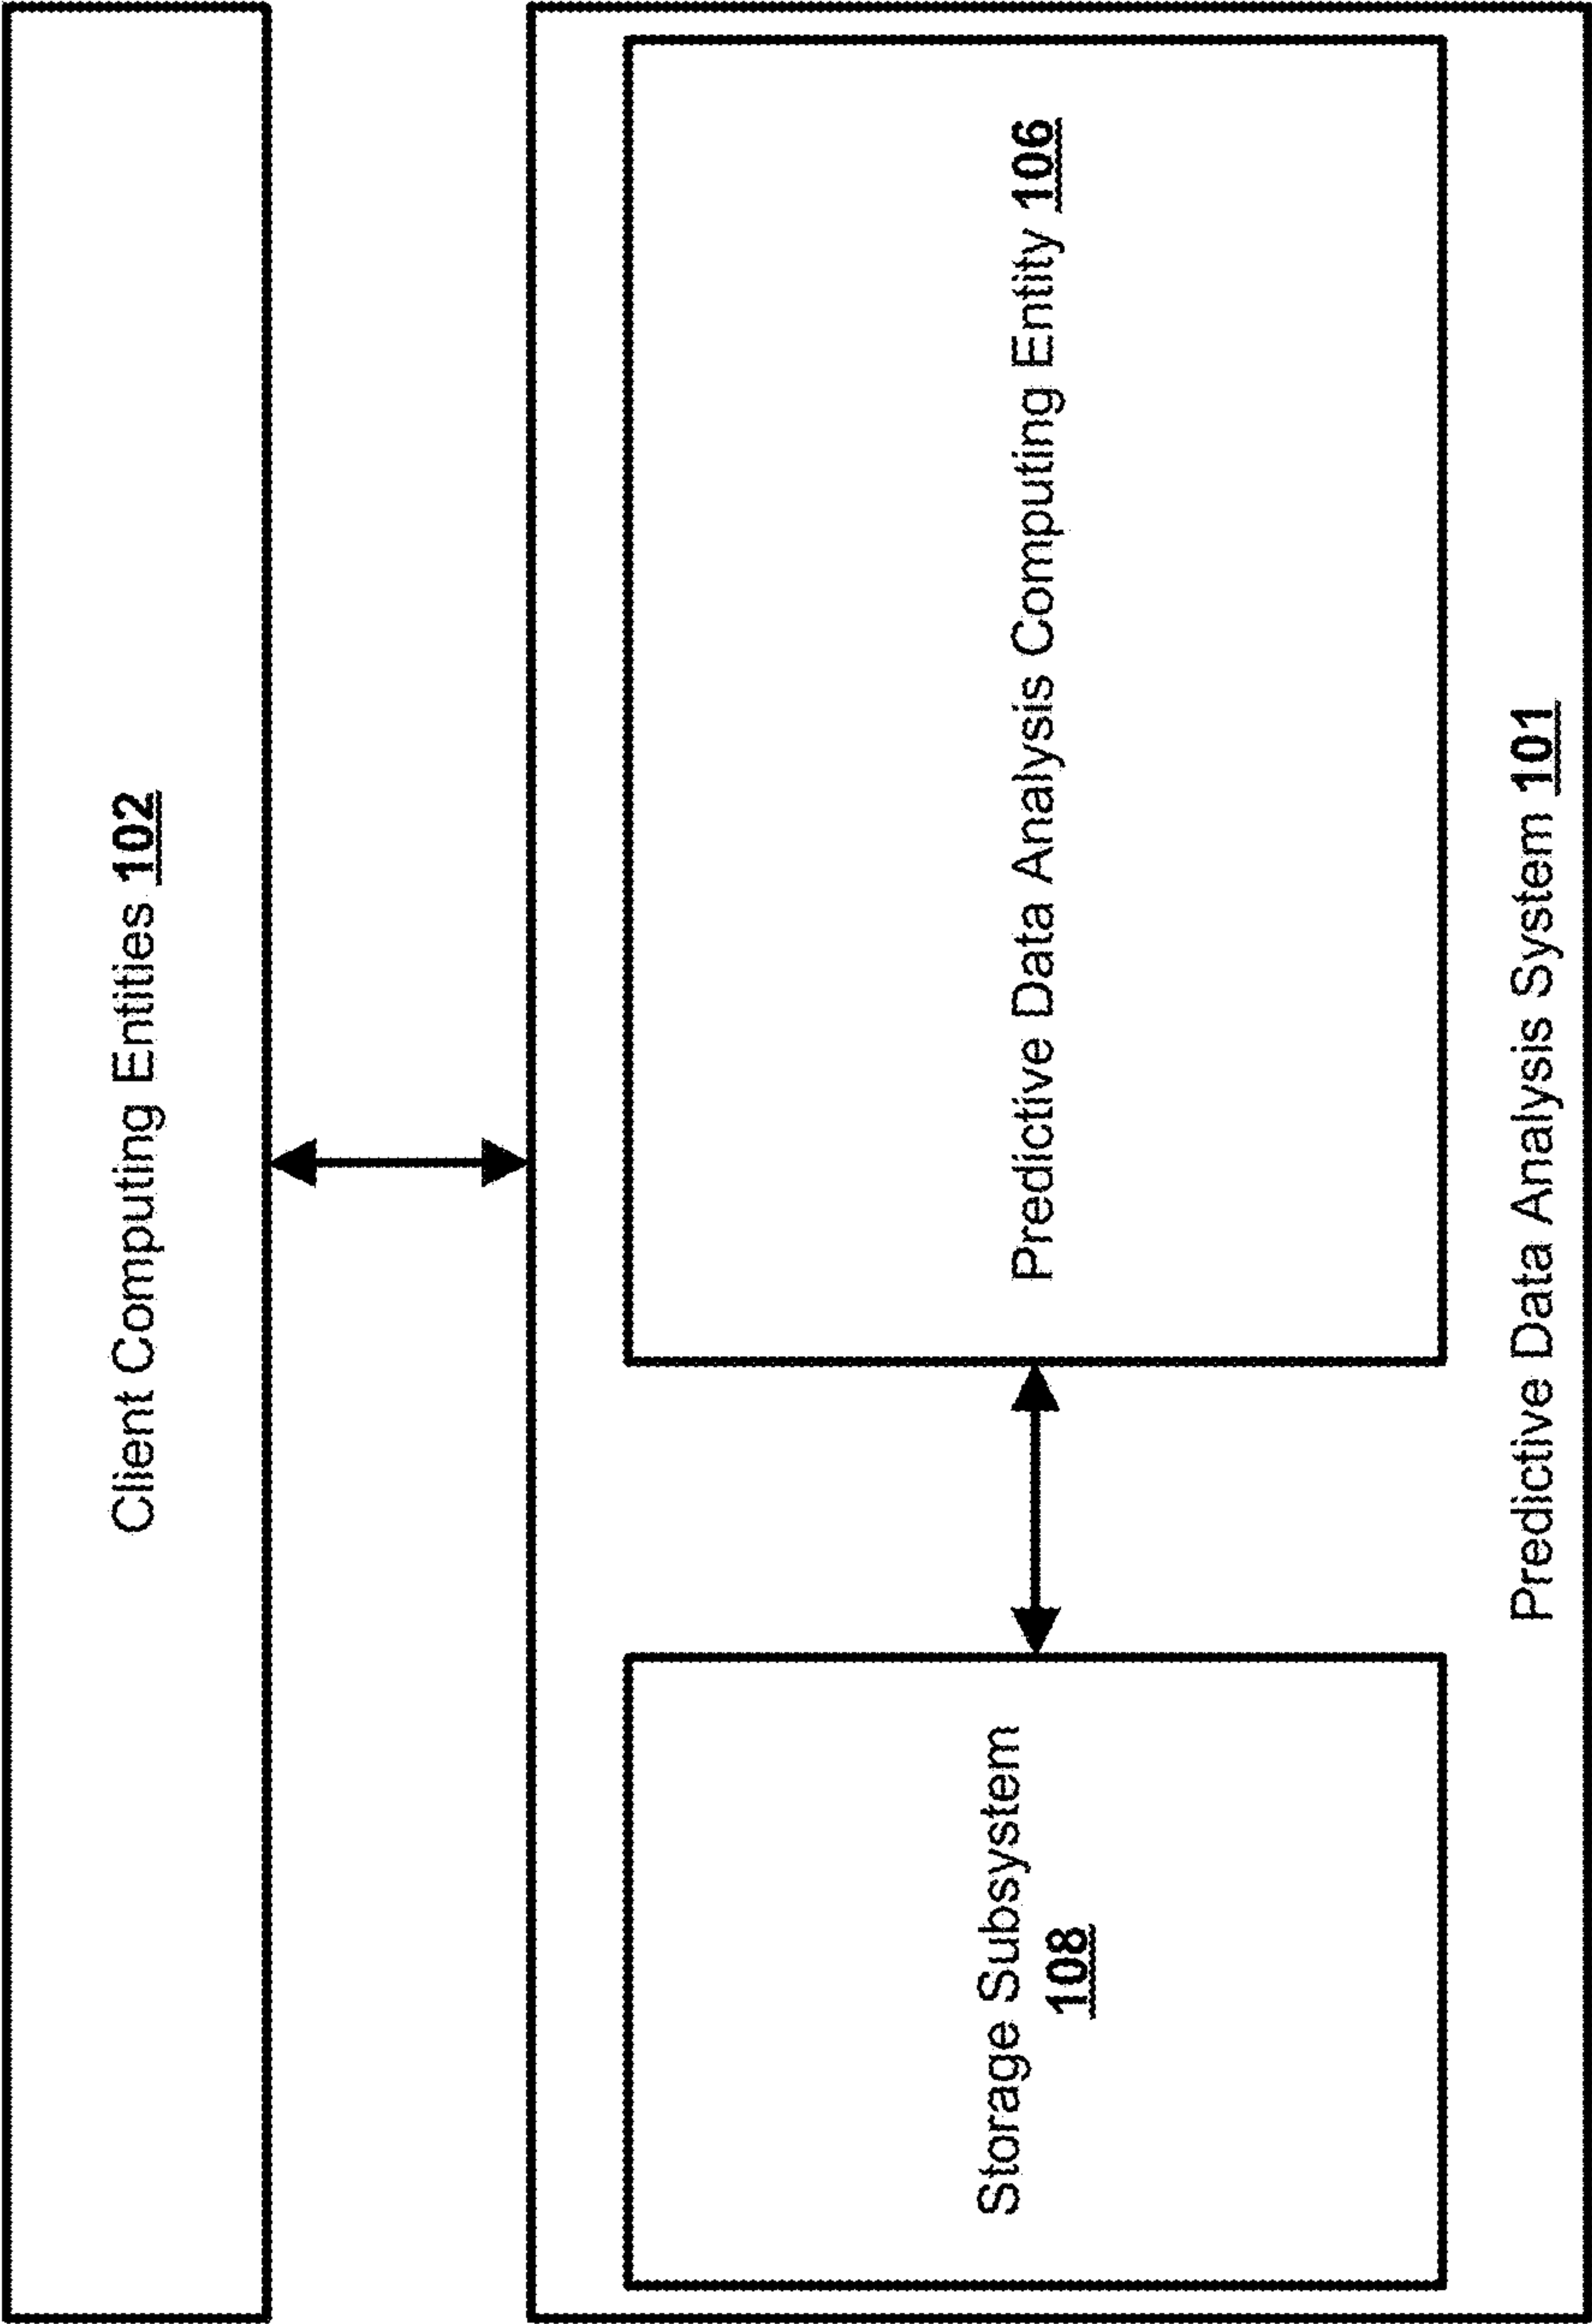 Client Computing Entities 102
Storage Subsystem
108
Predictive Data Analysis Computing Entity 106
Predictive Data Analysis System 101